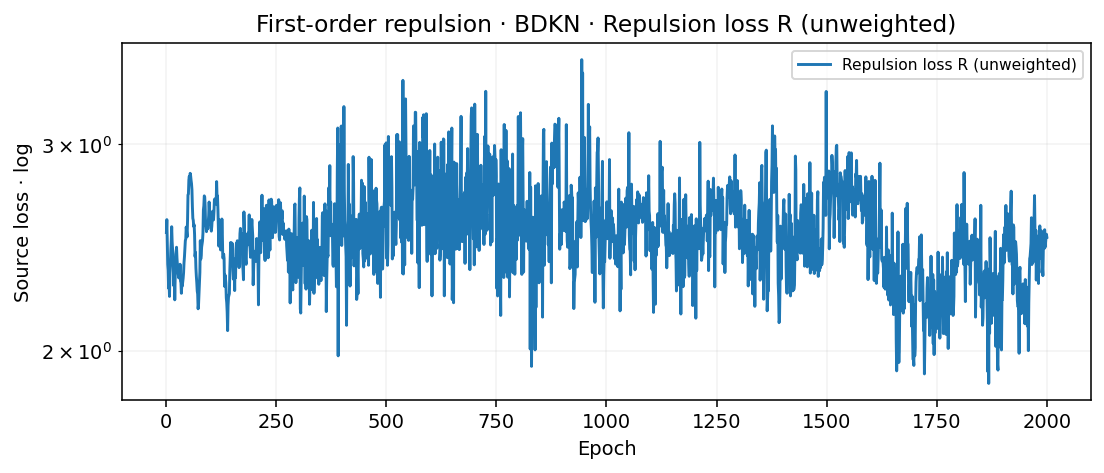 First-order repulsion · BDKN · Repulsion loss R (unweighted)
Repulsion loss R (unweighted)
Source loss · log
3 × 10⁰
2 × 10⁰
0 250 500 750 1000 1250 1500 1750 2000
Epoch